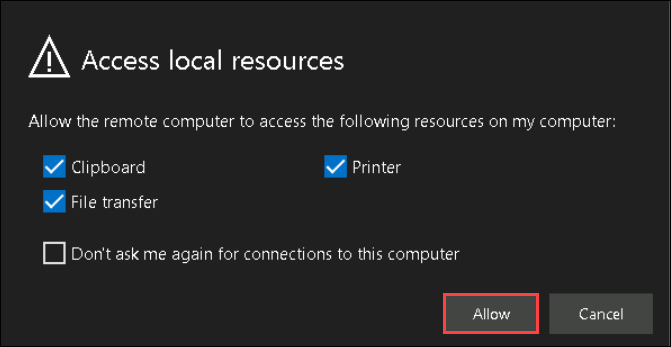 Access local resources
Allow the remote computer to access the following resources on my computer:
Clipboard Printer
File transfer
Don't ask me again for connections to this computer
Allow Cancel